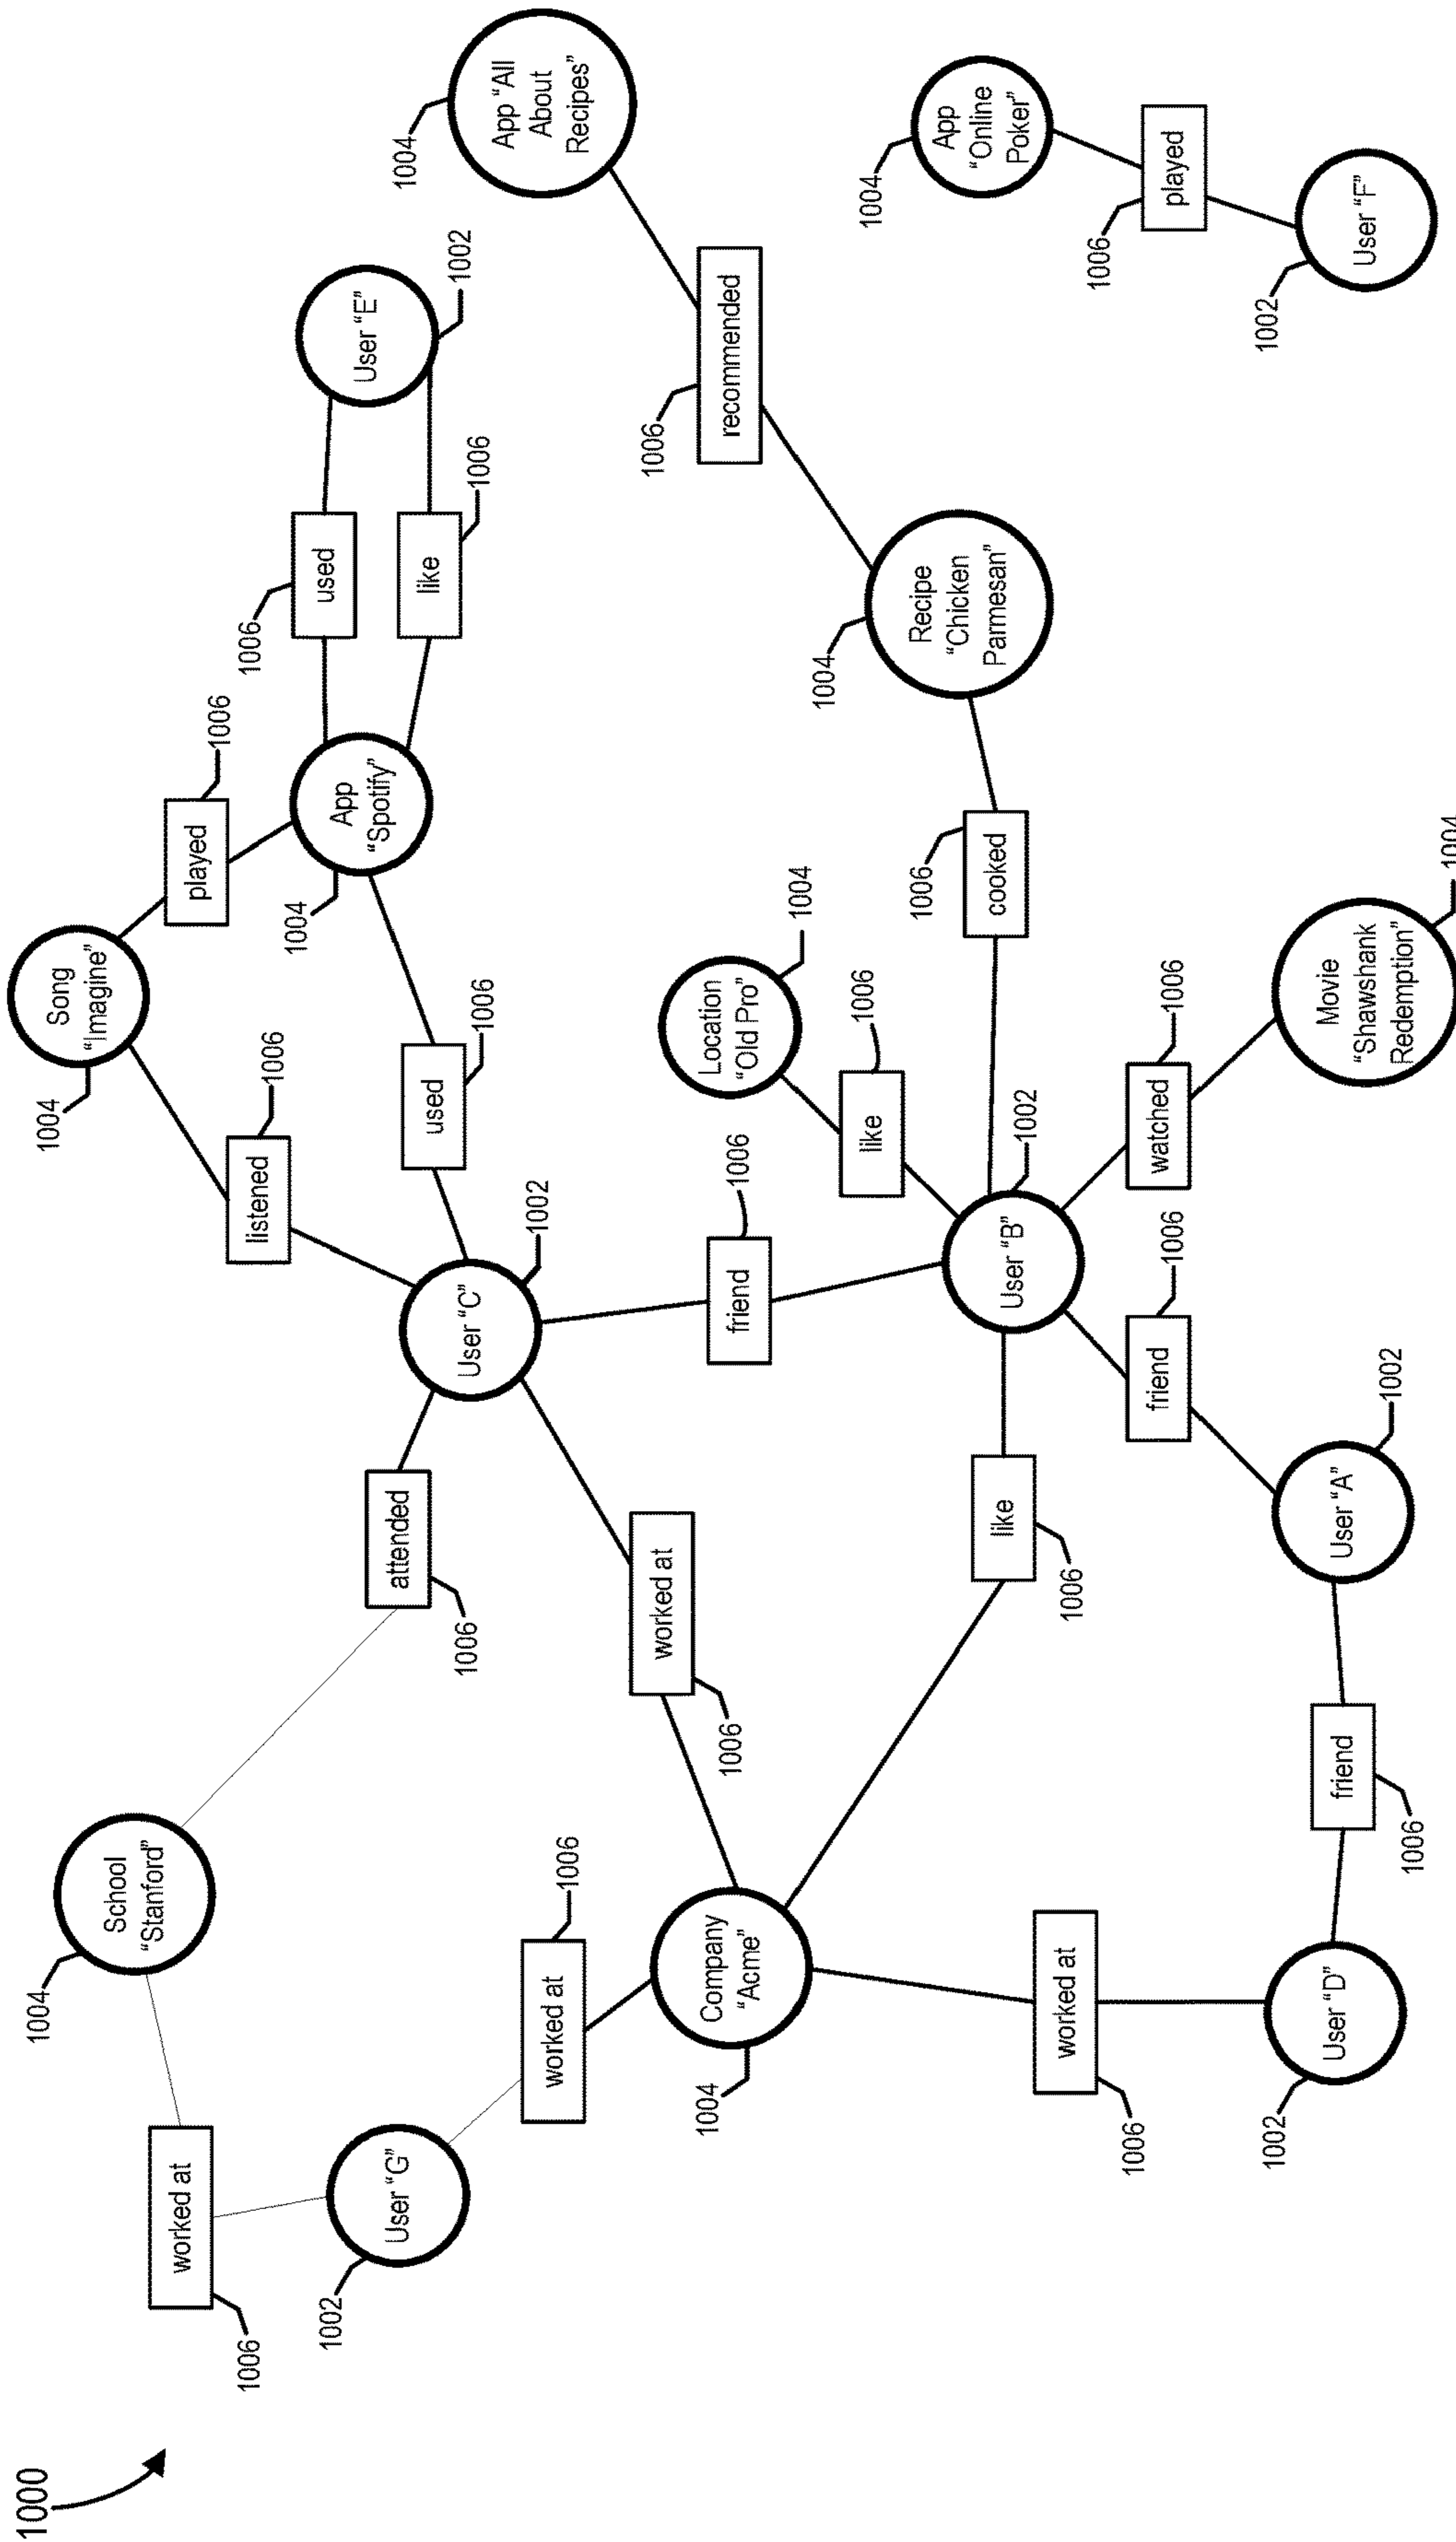 1000
1004
School
"Stanford"
1004
Song
"Imagine"
worked at
1006
played
1006
listened
1006
1002
User "G"
1006
used
1006
User "E"
1002
1004
App
"Spotify"
attended
1006
like
1006
User "C"
1002
used
1006
1004
App "All
About
Recipes"
worked at
1006
worked at
1006
Company
"Acme"
1004
friend
1006
Location
"Old Pro"
1004
1006
recommended
like
1006
1004
Recipe
"Chicken
Parmesan"
1006
cooked
1004
App
"Online
Poker"
like
1006
User "B"
1002
worked at
1006
friend
1006
watched
1006
1006
played
1002
User "D"
friend
1006
User "A"
1002
Movie
"Shawshank
Redemption"
1004
1002
User "F"